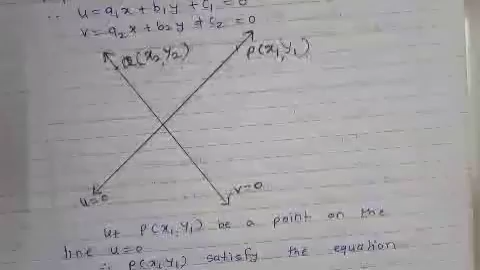 ∴ u = a₁x + b₁y + c₁ = 0
v = a₂x + b₂y + c₂ = 0
Q(x₂, y₂)
P(x₁, y₁)
u=0
v=0
Let P(x₁, y₁) be a point on the
line u=0
∴ P(x₁, y₁) satisfy the equation